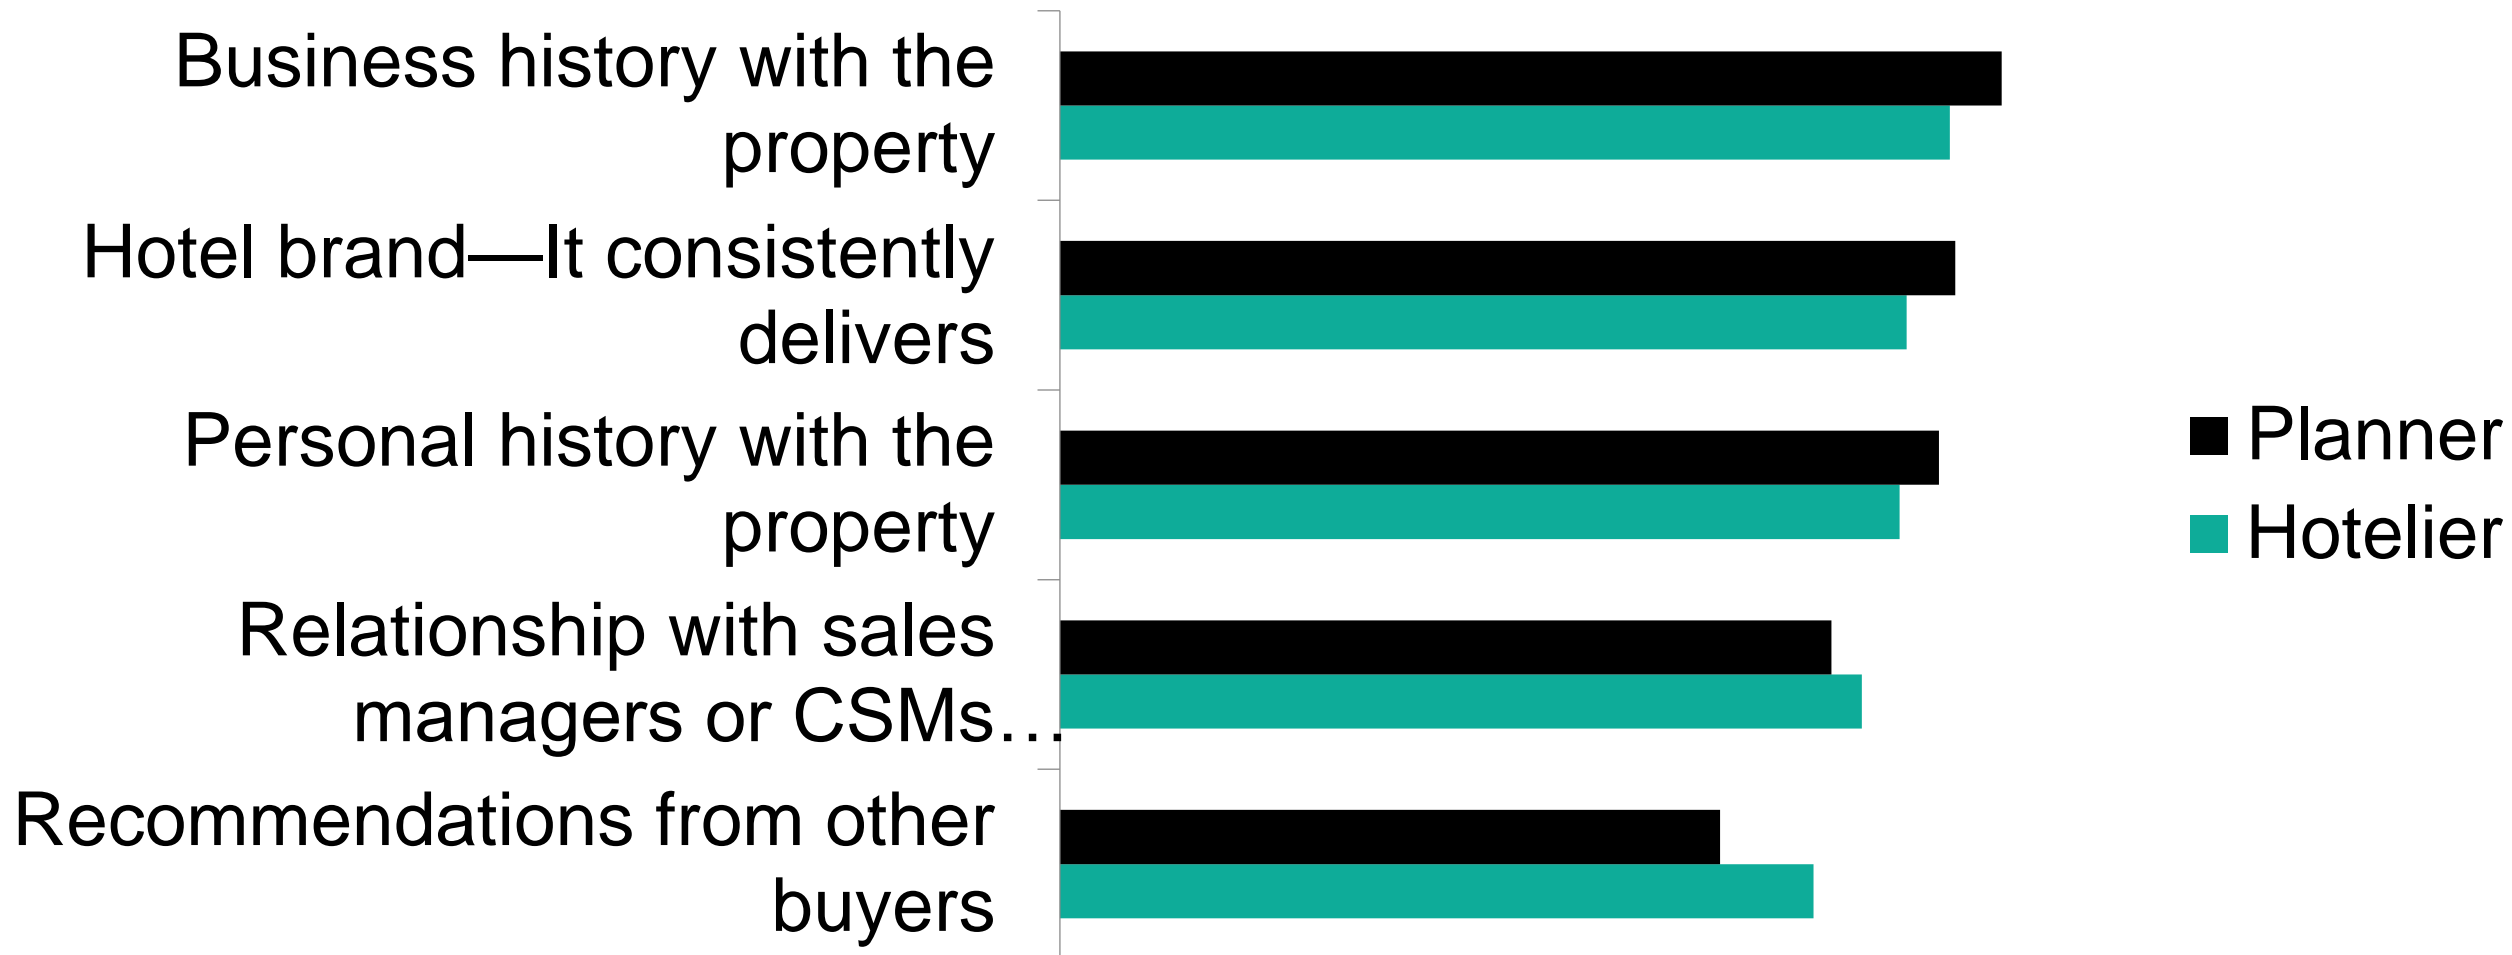 Business history with the
property
Hotel brand—It consistently
delivers
Personal history with the
property
Relationship with sales
managers or CSMs…
Recommendations from other
buyers
Planner
Hotelier